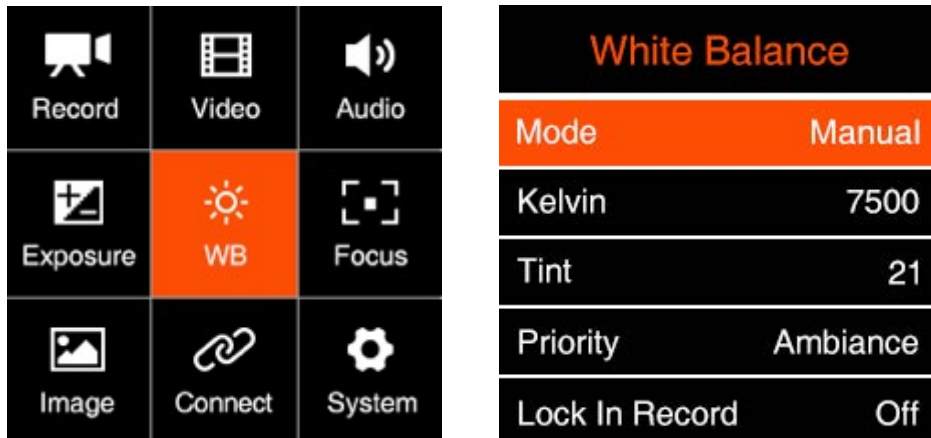 Record Video Audio
Exposure WB Focus
Image Connect System
White Balance
Mode Manual
Kelvin 7500
Tint 21
Priority Ambiance
Lock In Record Off